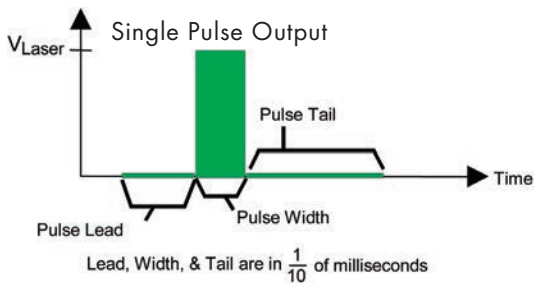 Single Pulse Output
VLaser
Pulse Tail
Time
Pulse Width
Pulse Lead
Lead, Width, & Tail are in 1/10 of milliseconds